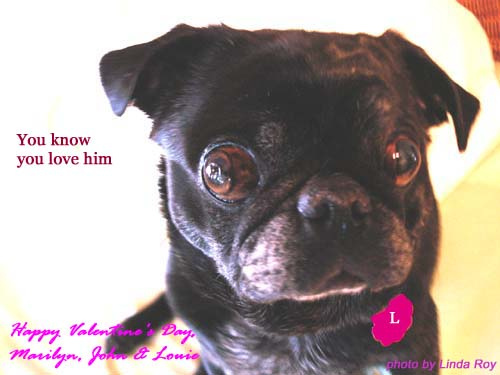 You know
you love him
L
Happy Valentine's Day,
Marilyn, John & Louie
photo by Linda Roy